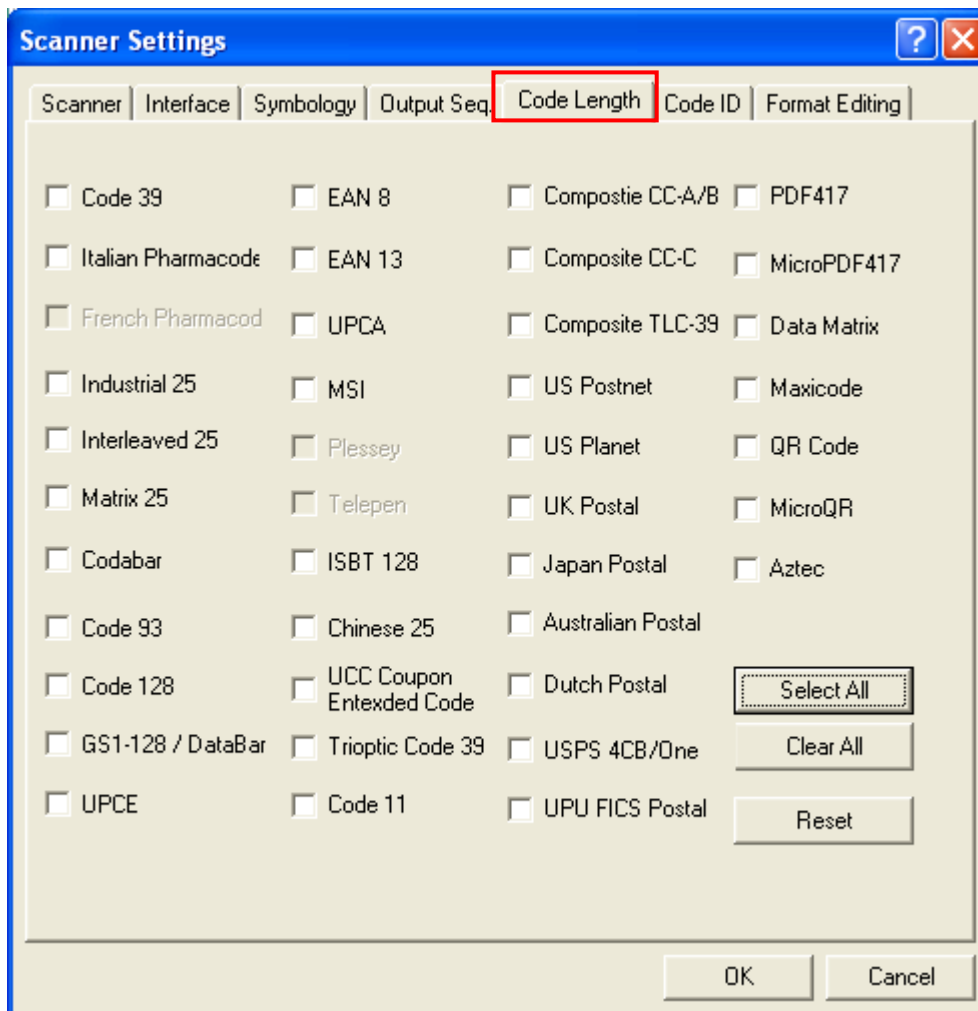 Scanner Settings
Scanner
Interface
Symbology
Output Seq.
Code Length
Code ID
Format Editing
Code 39
Italian Pharmacode
French Pharmacod
Industrial 25
Interleaved 25
Matrix 25
Codabar
Code 93
Code 128
GS1-128 / DataBar
UPCE
EAN 8
EAN 13
UPCA
MSI
Plessey
Telepen
ISBT 128
Chinese 25
UCC Coupon
Entexded Code
Trioptic Code 39
Code 11
Compostie CC-A/B
Composite CC-C
Composite TLC-39
US Postnet
US Planet
UK Postal
Japan Postal
Australian Postal
Dutch Postal
USPS 4CB/One
UPU FICS Postal
PDF417
MicroPDF417
Data Matrix
Maxicode
QR Code
MicroQR
Aztec
Select All
Clear All
Reset
OK
Cancel